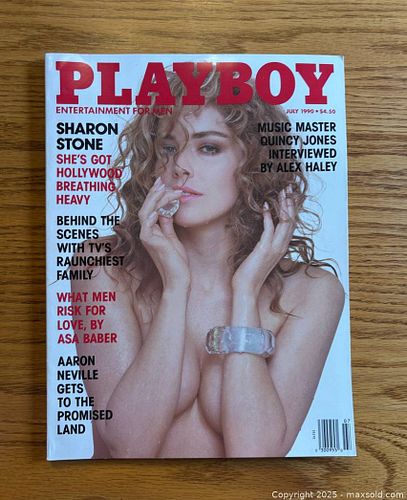 PLAYBOY
ENTERTAINMENT FOR MEN
JULY 1990 • $4.50
SHARON
STONE
SHE'S GOT
HOLLYWOOD
BREATHING
HEAVY
BEHIND THE
SCENES
WITH TV'S
RAUNCHIEST
FAMILY
WHAT MEN
RISK FOR
LOVE, BY
ASA BABER
AARON
NEVILLE
GETS
TO THE
PROMISED
LAND
MUSIC MASTER
QUINCY JONES
INTERVIEWED
BY ALEX HALEY
07
Copyright © 2025 - maxsold.com